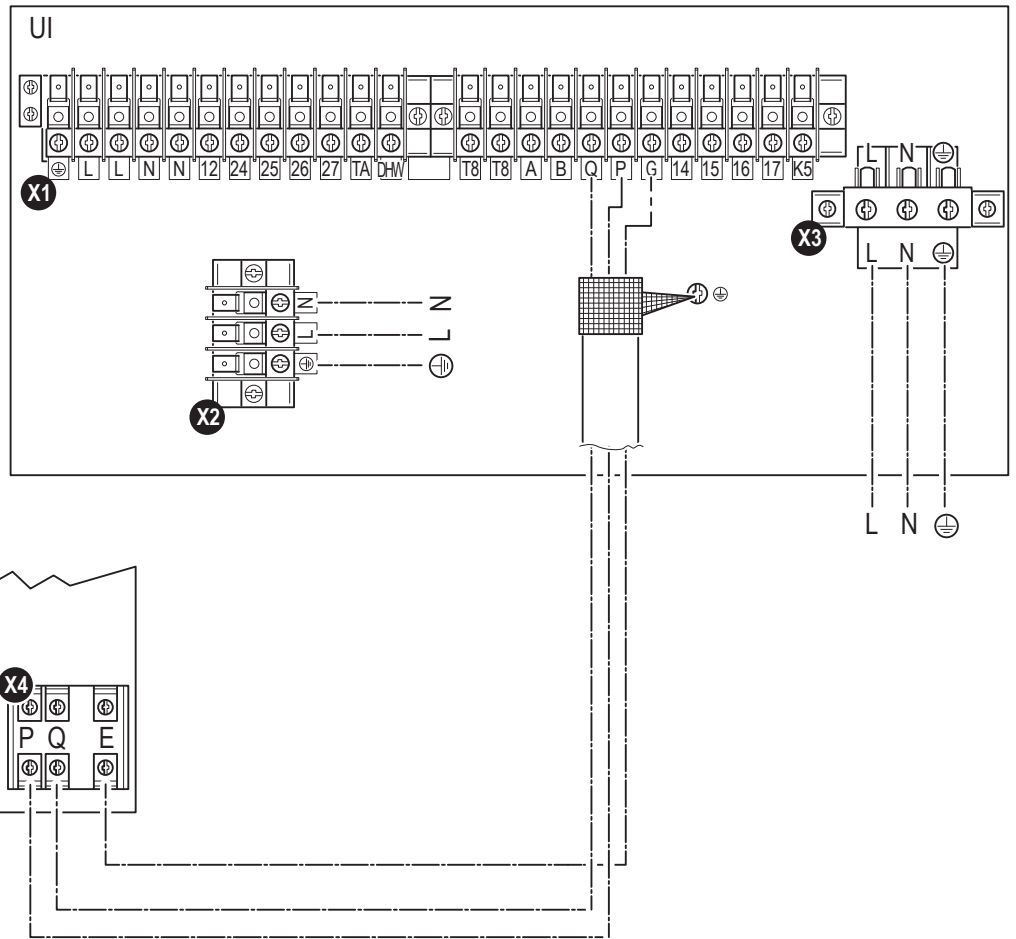 UI
L L N N 12 24 25 26 27 TA DHW T8 T8 A B Q P G 14 15 16 17 K5
X1
L N
X3
L N
N N
L L
X2
L N
X4
P Q E